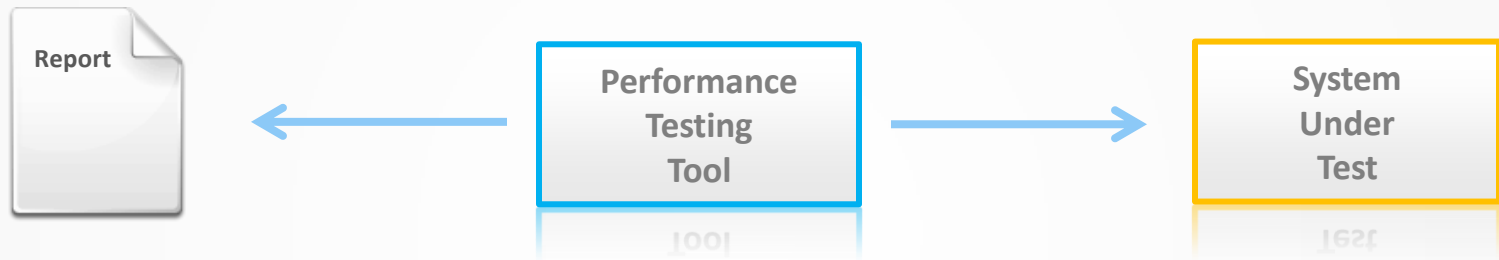 Report
Performance
Testing
Tool
System
Under
Test